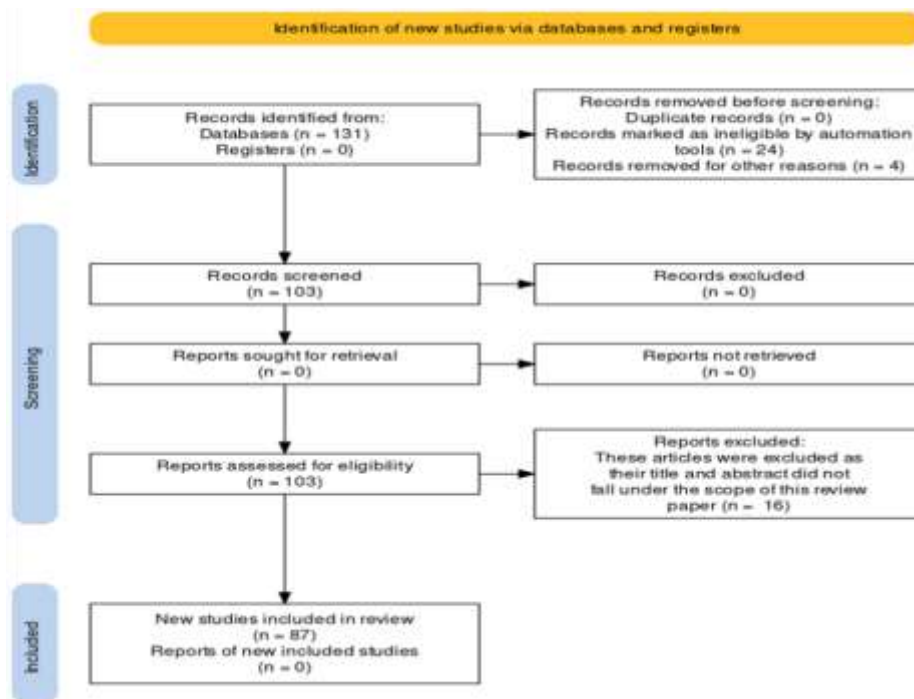 Identification of new studies via databases and registers
Identification
Records identified from:
Databases (n = 131)
Registers (n = 0)
Records removed before screening:
Duplicate records (n = 0)
Records marked as ineligible by automation
tools (n = 24)
Records removed for other reasons (n = 4)
Screening
Records screened
(n = 103)
Records excluded
(n = 0)
Reports sought for retrieval
(n = 0)
Reports not retrieved
(n = 0)
Reports assessed for eligibility
(n = 103)
Reports excluded:
These articles were excluded as
their title and abstract did not
fall under the scope of this review
paper (n = 16)
Included
New studies included in review
(n = 87)
Reports of new included studies
(n = 0)